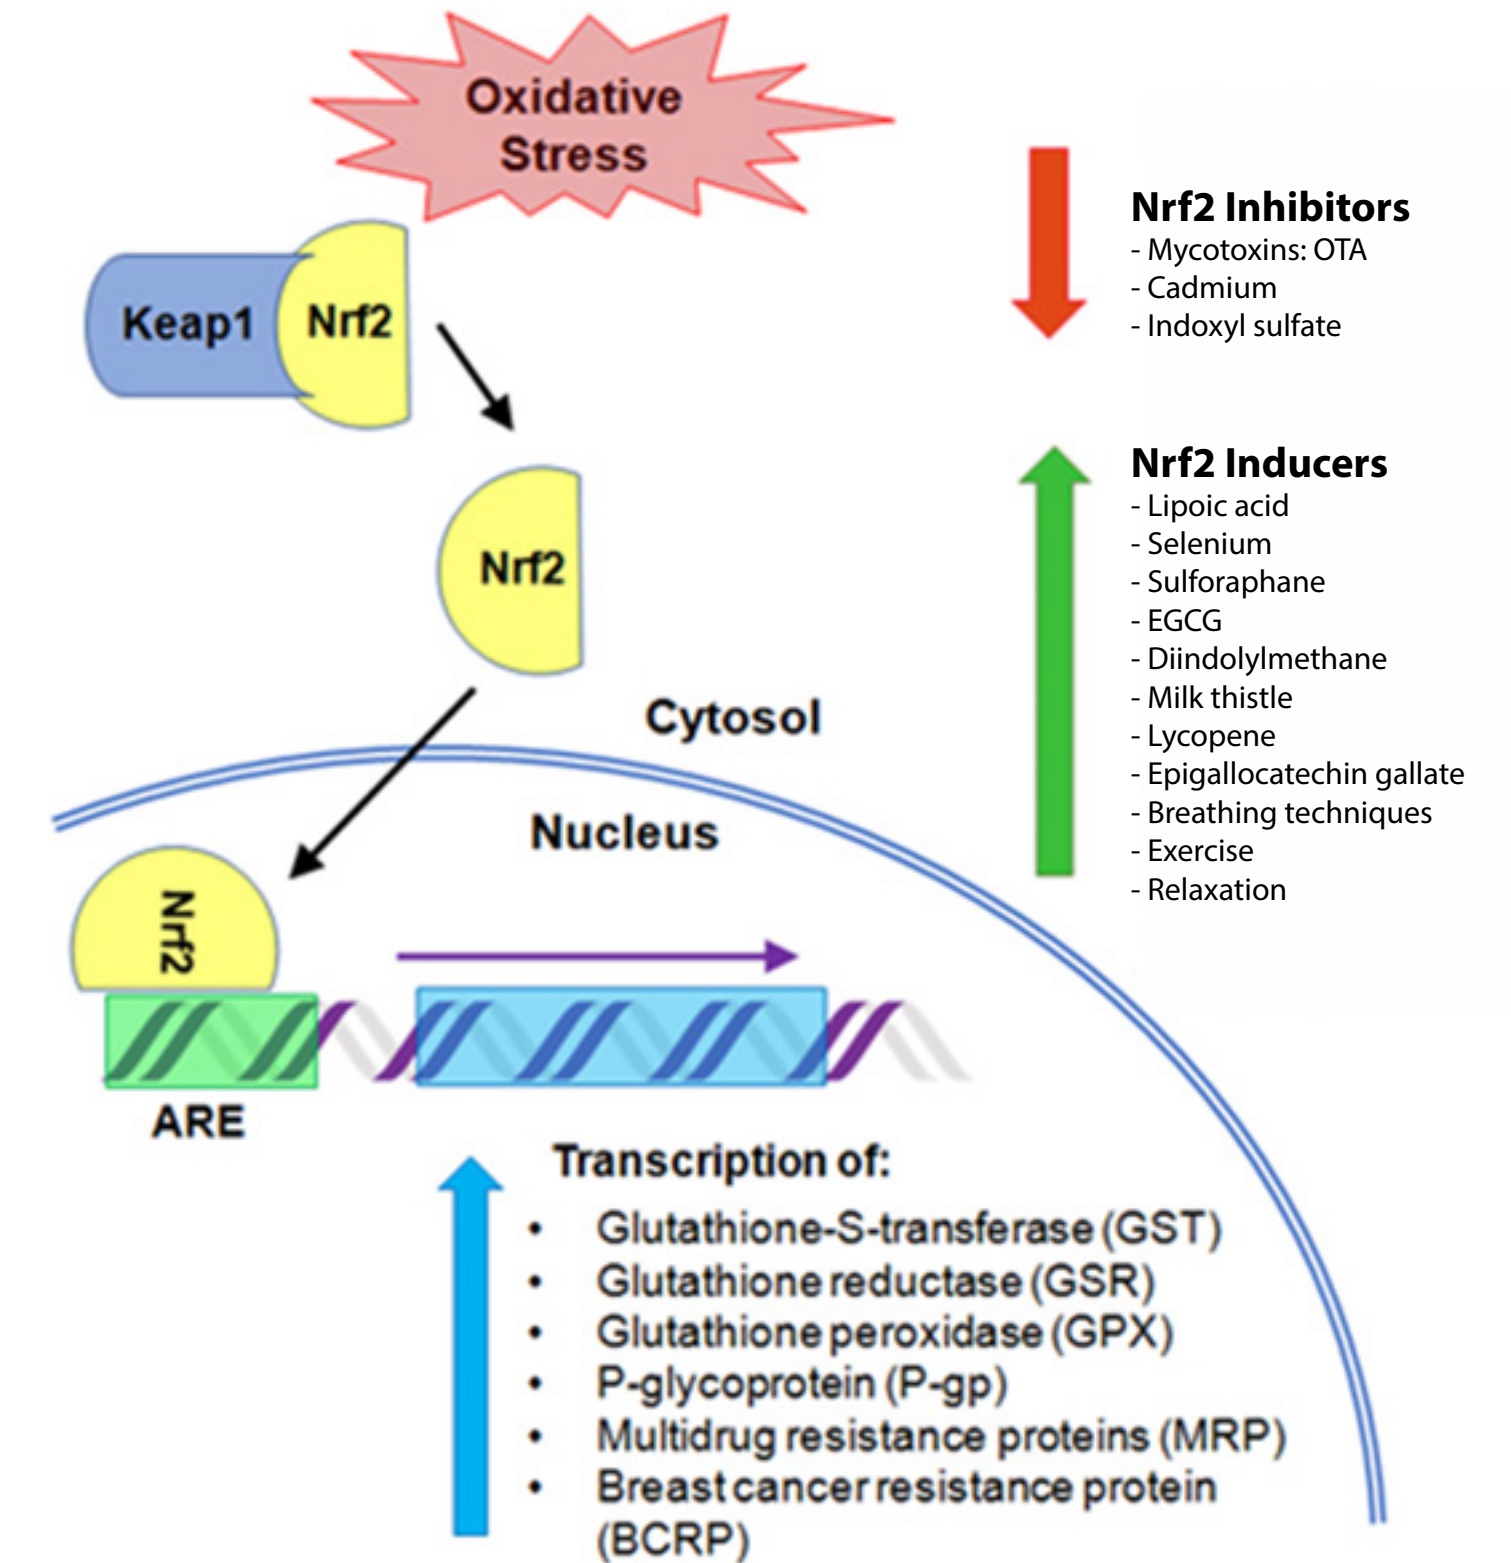 Oxidative
Stress
Keap1
Nrf2
Nrf2
Cytosol
Nucleus
Nrf2
ARE
Transcription of:
• Glutathione-S-transferase (GST)
• Glutathione reductase (GSR)
• Glutathione peroxidase (GPX)
• P-glycoprotein (P-gp)
• Multidrug resistance proteins (MRP)
• Breast cancer resistance protein
(BCRP)
Nrf2 Inhibitors
- Mycotoxins: OTA
- Cadmium
- Indoxyl sulfate
Nrf2 Inducers
- Lipoic acid
- Selenium
- Sulforaphane
- EGCG
- Diindolylmethane
- Milk thistle
- Lycopene
- Epigallocatechin gallate
- Breathing techniques
- Exercise
- Relaxation